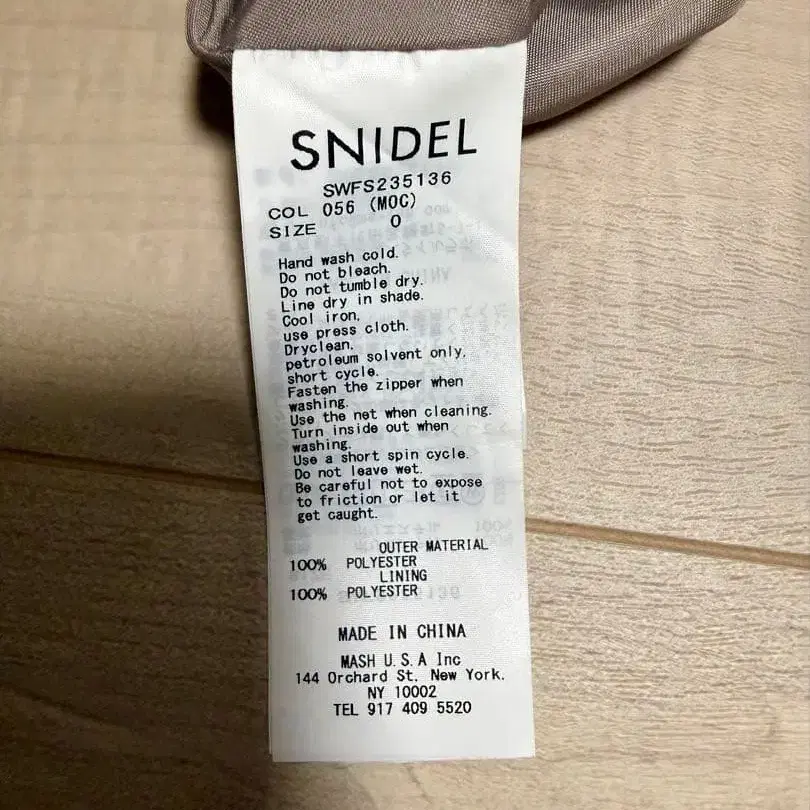 SNIDEL
SWFS235136
COL 056 (MOC)
SIZE 0
Hand wash cold.
Do not bleach.
Do not tumble dry.
Line dry in shade.
Cool iron,
use press cloth.
Dryclean,
petroleum solvent only,
short cycle.
Fasten the zipper when
washing.
Use the net when cleaning.
Turn inside out when
washing.
Use a short spin cycle.
Do not leave wet.
Be careful not to expose
to friction or let it
get caught.
OUTER MATERIAL
100% POLYESTER
LINING
100% POLYESTER
MADE IN CHINA
MASH U.S.A Inc
144 Orchard St. New York.
NY 10002
TEL 917 409 5520